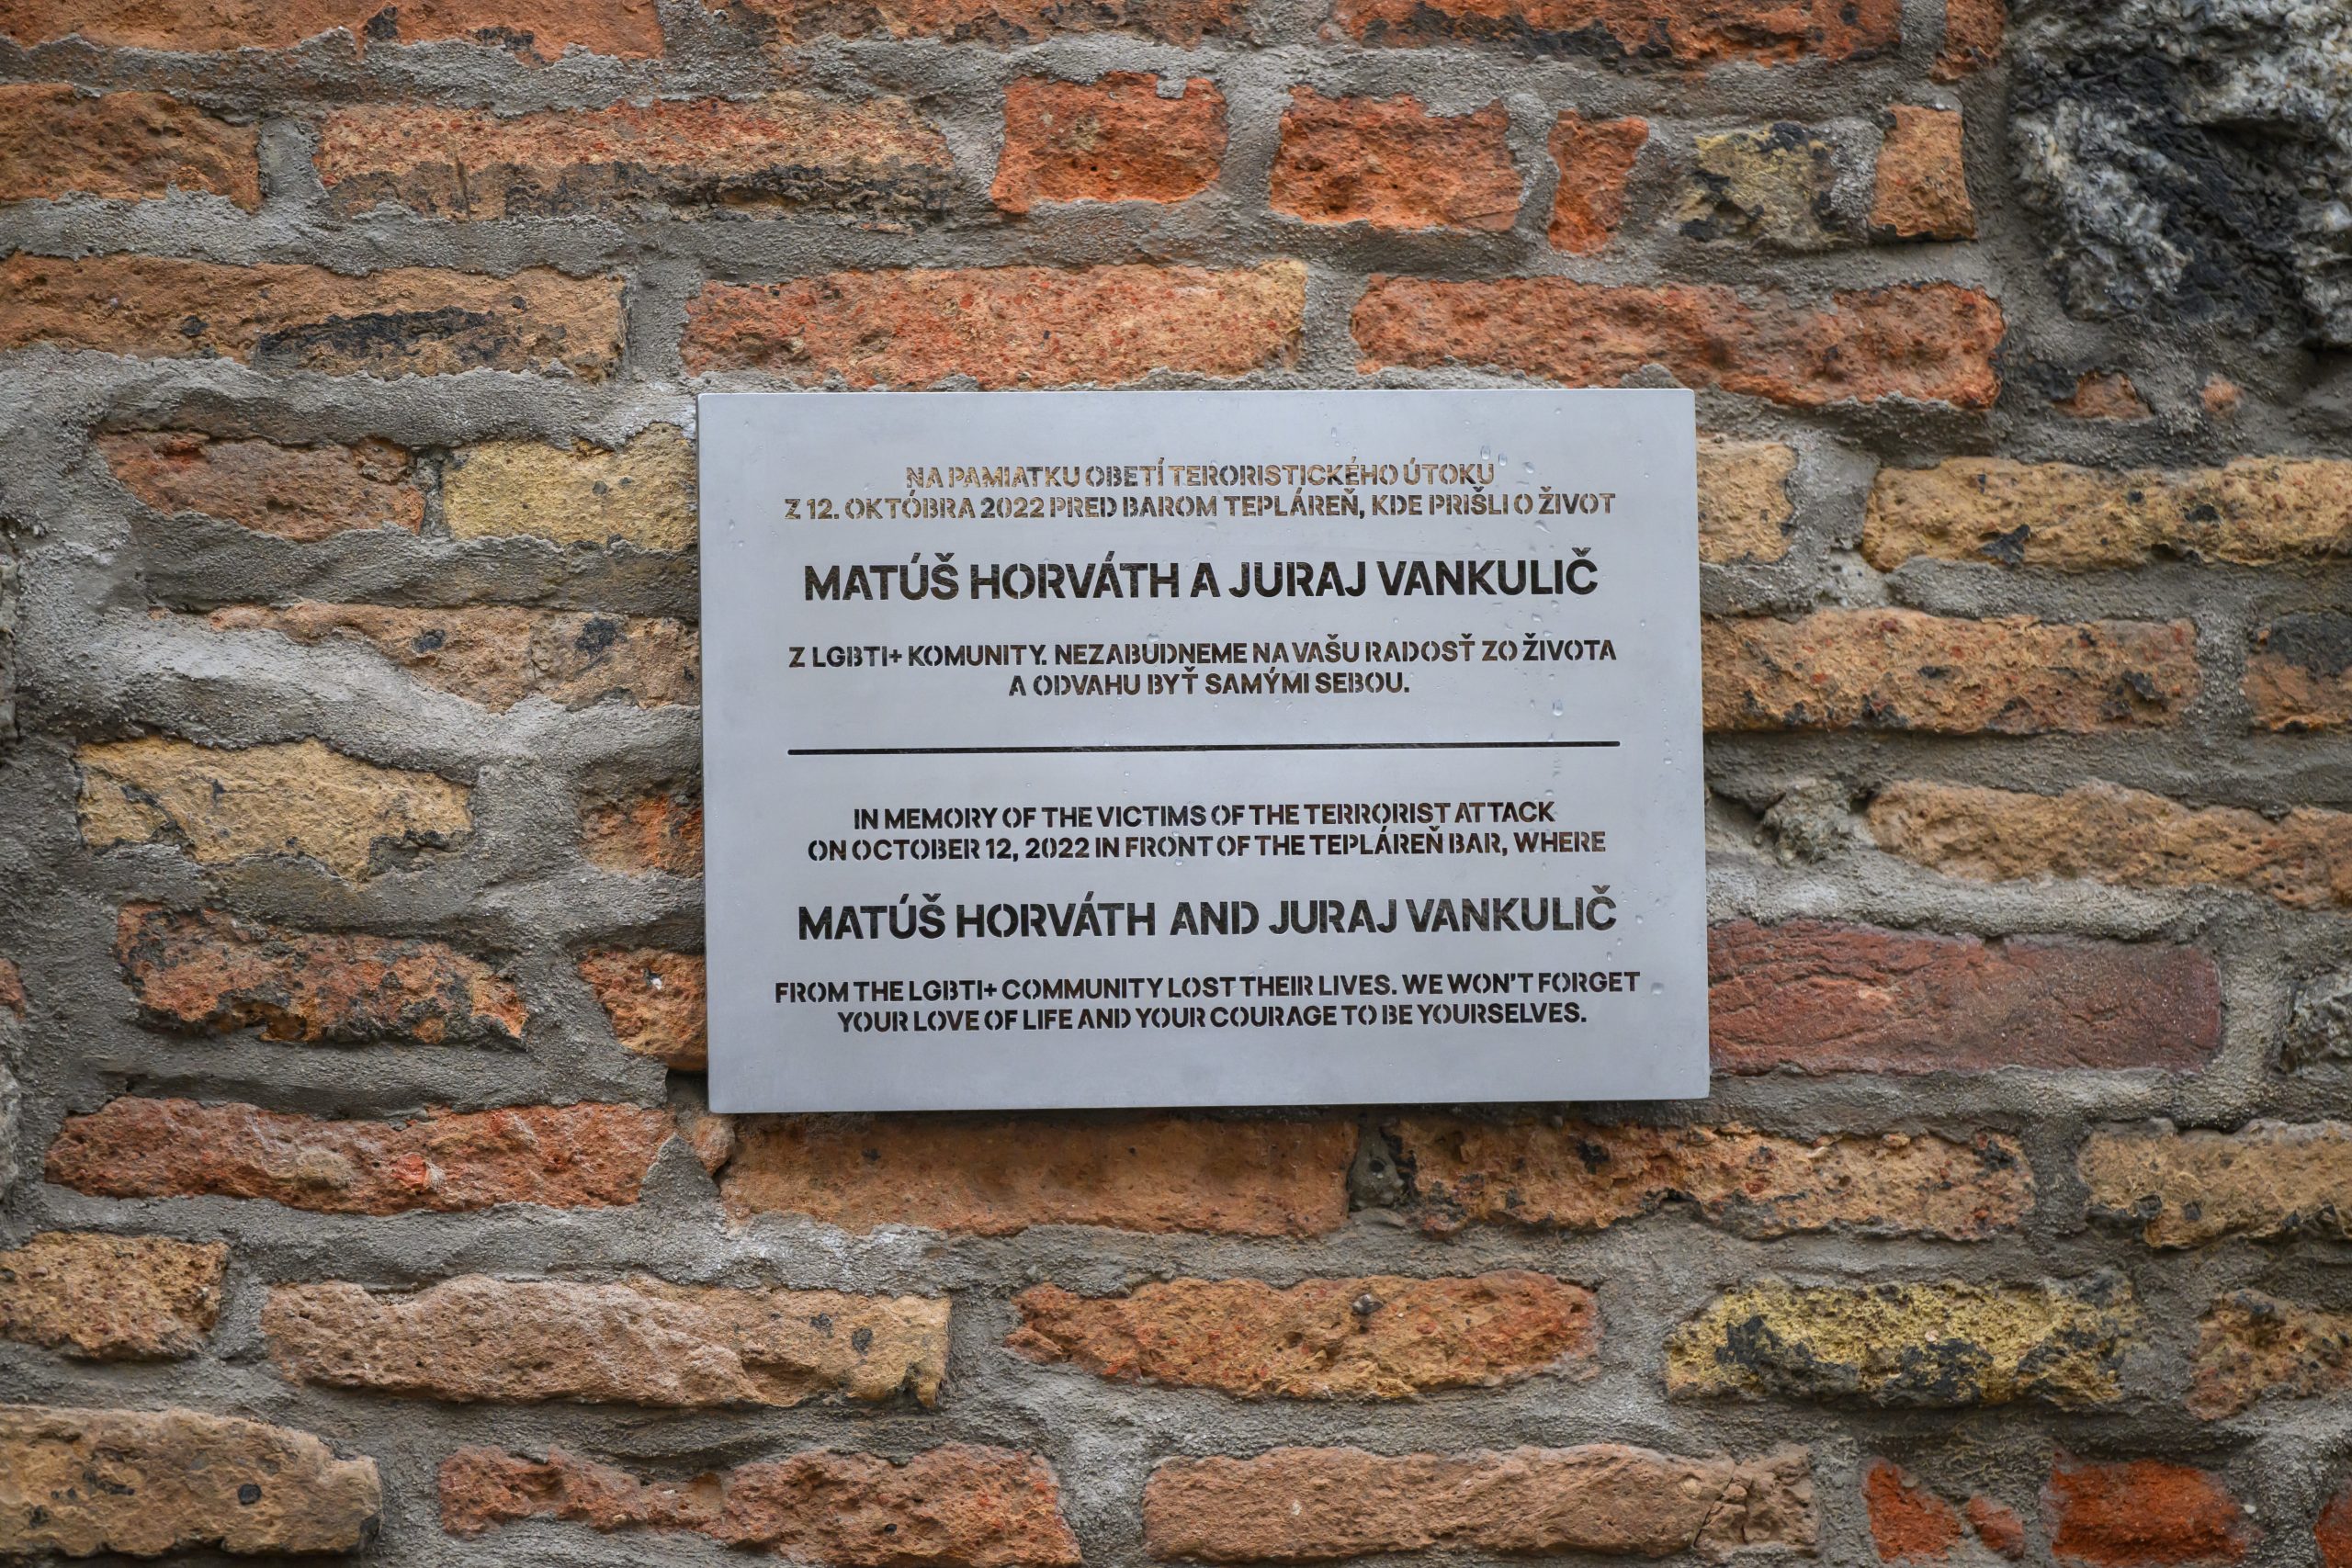 NA PAMIATKU OBETÍ TERORISTICKÉHO ÚTOKU
Z 12. OKTÓBRA 2022 PRED BAROM TEPLÁREŇ, KDE PRIŠLI O ŽIVOT
MATÚŠ HORVÁTH A JURAJ VANKULIČ
Z LGBTI+ KOMUNITY. NEZABUDNEME NA VAŠU RADOSŤ ZO ŽIVOTA
A ODVAHU BYŤ SAMÝMI SEBOU.
IN MEMORY OF THE VICTIMS OF THE TERRORIST ATTACK
ON OCTOBER 12, 2022 IN FRONT OF THE TEPLÁREŇ BAR, WHERE
MATÚŠ HORVÁTH AND JURAJ VANKULIČ
FROM THE LGBTI+ COMMUNITY LOST THEIR LIVES. WE WON'T FORGET
YOUR LOVE OF LIFE AND YOUR COURAGE TO BE YOURSELVES.